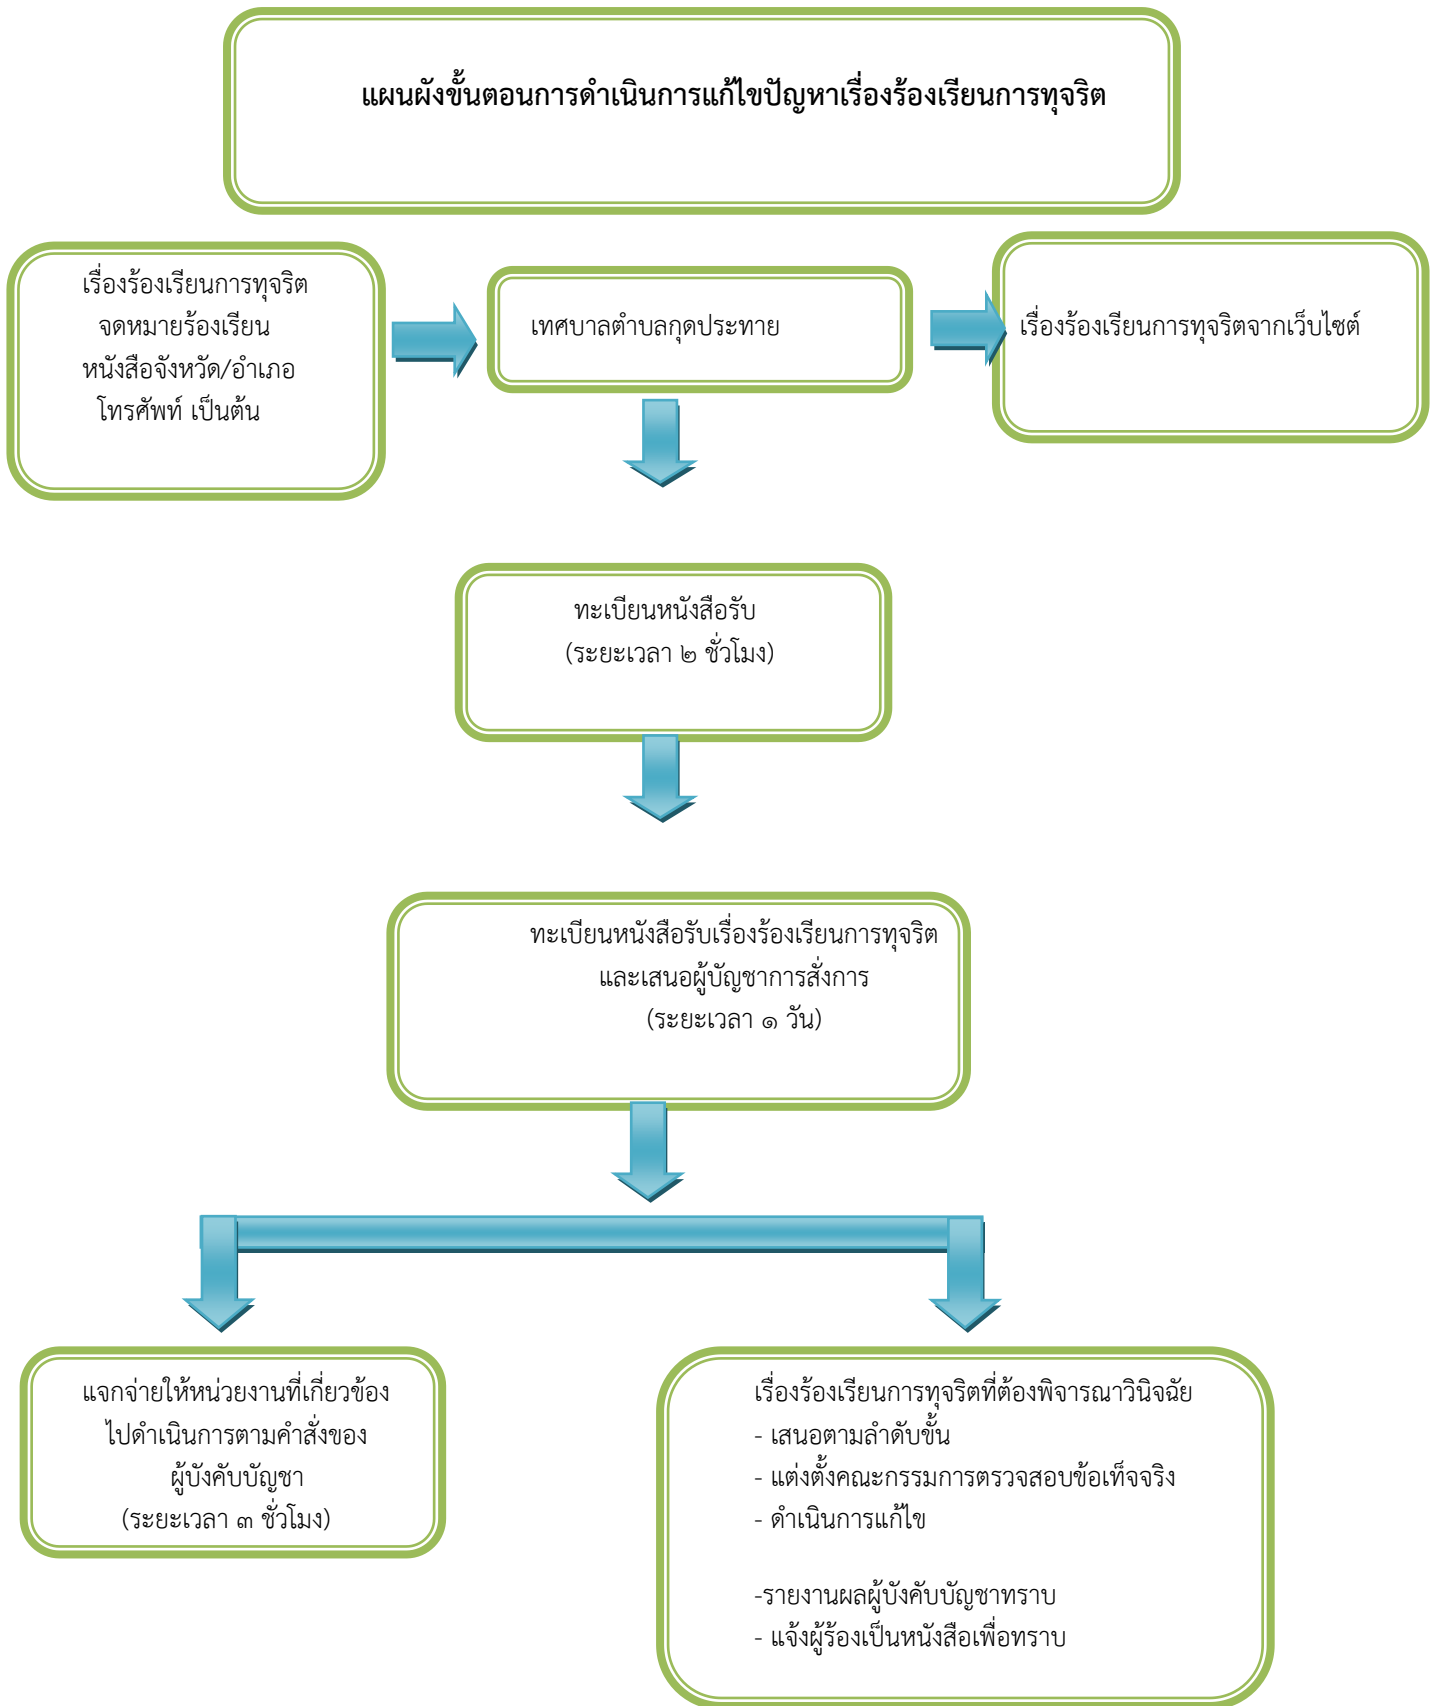 แผนผังขั้นตอนการดำเนินการแก้ไขปัญหาเรื่องร้องเรียนการทุจริต
เรื่องร้องเรียนการทุจริต
จดหมายร้องเรียน
หนังสือจังหวัด/อำเภอ
โทรศัพท์ เป็นต้น
เทศบาลตำบลกุดประทาย
เรื่องร้องเรียนการทุจริตจากเว็บไซต์
ทะเบียนหนังสือรับ
(ระยะเวลา ๒ ชั่วโมง)
ทะเบียนหนังสือรับเรื่องร้องเรียนการทุจริต
และเสนอผู้บัญชาการสั่งการ
(ระยะเวลา ๑ วัน)
แจกจ่ายให้หน่วยงานที่เกี่ยวข้อง
ไปดำเนินการตามคำสั่งของ
ผู้บังคับบัญชา
(ระยะเวลา ๓ ชั่วโมง)
เรื่องร้องเรียนการทุจริตที่ต้องพิจารณาวินิจฉัย
- เสนอตามลำดับขั้น
- แต่งตั้งคณะกรรมการตรวจสอบข้อเท็จจริง
- ดำเนินการแก้ไข
-รายงานผลผู้บังคับบัญชาทราบ
- แจ้งผู้ร้องเป็นหนังสือเพื่อทราบ